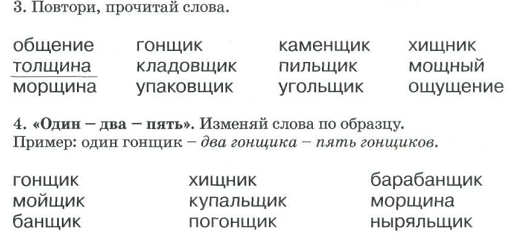 3. Повтори, прочитай слова.
общение гонщик каменщик хищник
толщина кладовщик пильщик мощный
морщина упаковщик угольщик ощущение
4. «Один – два – пять». Изменяй слова по образцу.
Пример: один гонщик – два гонщика – пять гонщиков.
гонщик хищник барабанщик
мойщик купальщик морщина
банщик погонщик ныряльщик